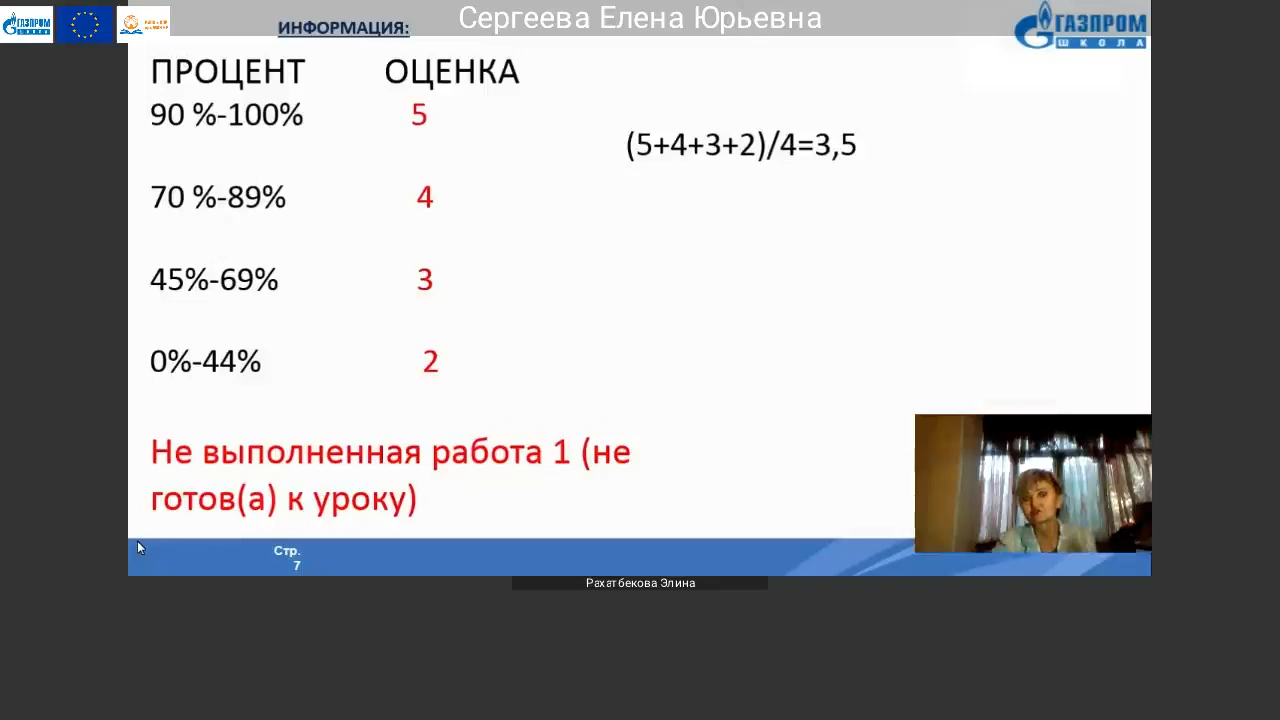 Сергеева Елена Юрьевна
ГАЗПРОМ
ШКОЛА
ИНФОРМАЦИЯ:
ГАЗПРОМ
ШКОЛА
ПРОЦЕНТ ОЦЕНКА
90 %-100% 5
(5+4+3+2)/4=3,5
70 %-89% 4
45%-69% 3
0%-44% 2
Не выполненная работа 1 (не
готов(а) к уроку)
Стр.
7
Рахатбекова Элина